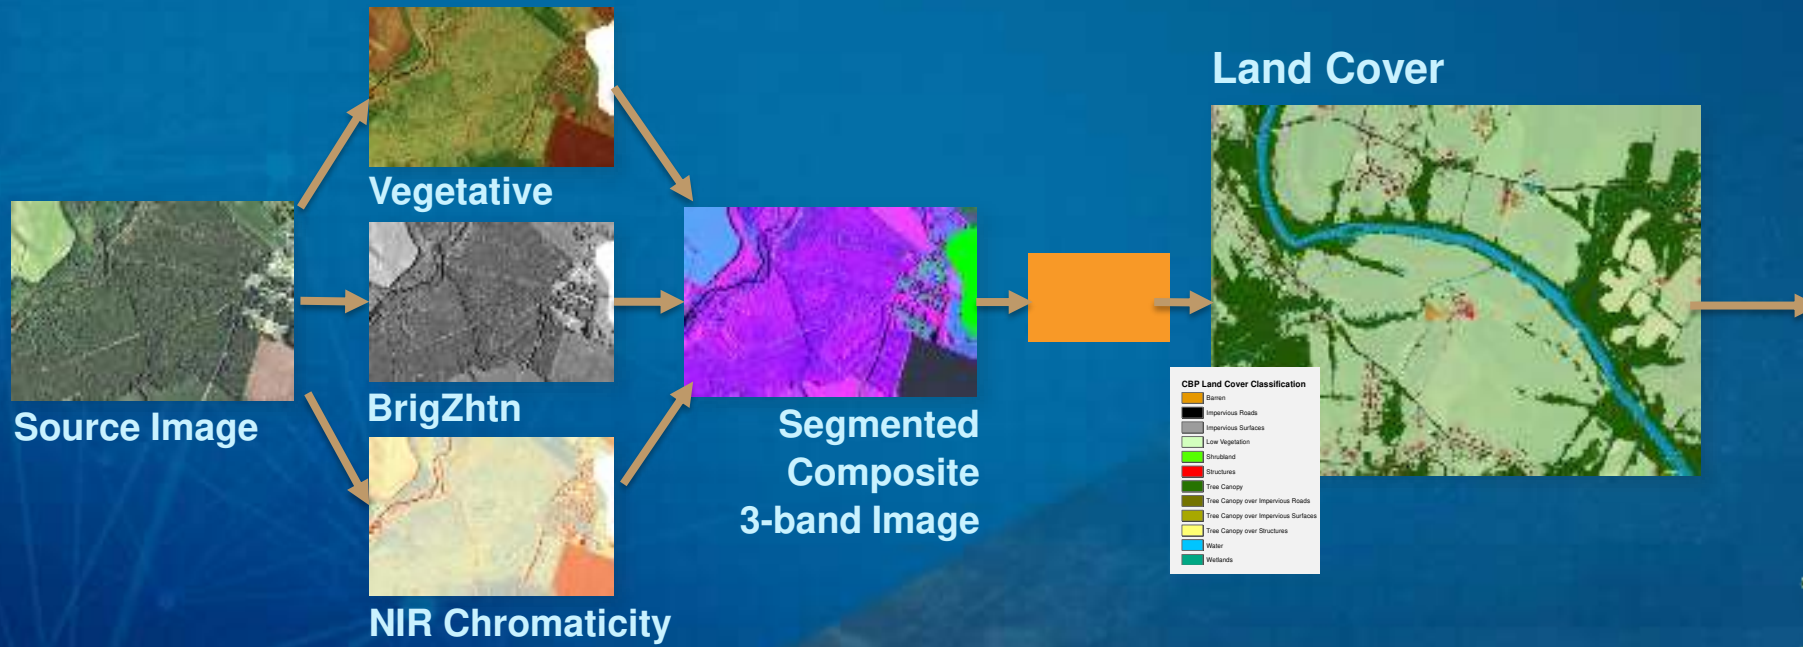 Land Cover
Vegetative
BrigZhtn
Source Image
NIR Chromaticity
Segmented
Composite
3-band Image
CBP Land Cover Classification
Barren
Impervious Roads
Impervious Surfaces
Low Vegetation
Shrubland
Structures
Tree Canopy
Tree Canopy over Impervious Roads
Tree Canopy over Impervious Surfaces
Tree Canopy over Structures
Water
Wetlands